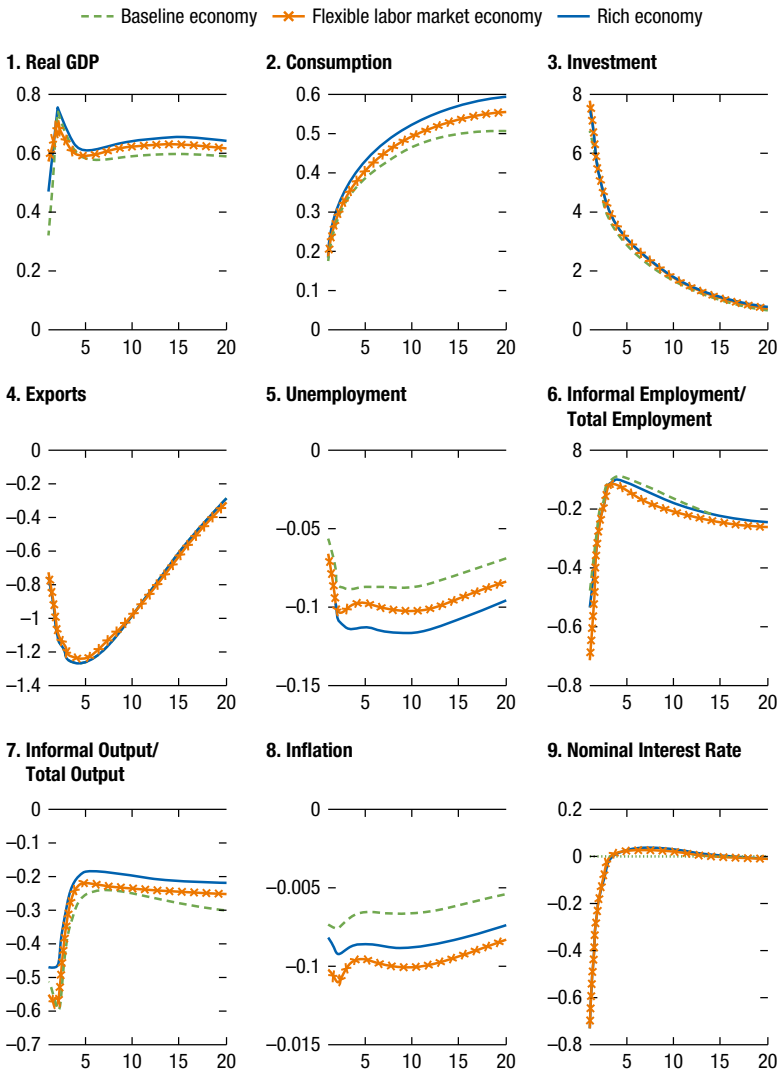 Baseline economy Flexible labor market economy Rich economy
1. Real GDP 2. Consumption 3. Investment
0.8 0.6 8
0.6 0.5 6
0.4 0.4 4
0.2 0.3 2
0 0.2 0
0.1
0
5 10 15 20 5 10 15 20 5 10 15 20
4. Exports 5. Unemployment 6. Informal Employment/
Total Employment
0 0 8
–0.2 –0.05 –0.2
–0.4 –0.1 –0.4
–0.6 –0.15 –0.6
–0.8 –0.8
–1
–1.2
–1.4
5 10 15 20 5 10 15 20 5 10 15 20
7. Informal Output/ 8. Inflation 9. Nominal Interest Rate
Total Output
0 0 0.2
–0.1 –0.005 0
–0.2 –0.1 –0.2
–0.3 –0.015 –0.4
–0.4 –0.6
–0.5 –0.8
–0.6
–0.7
5 10 15 20 5 10 15 20 5 10 15 20